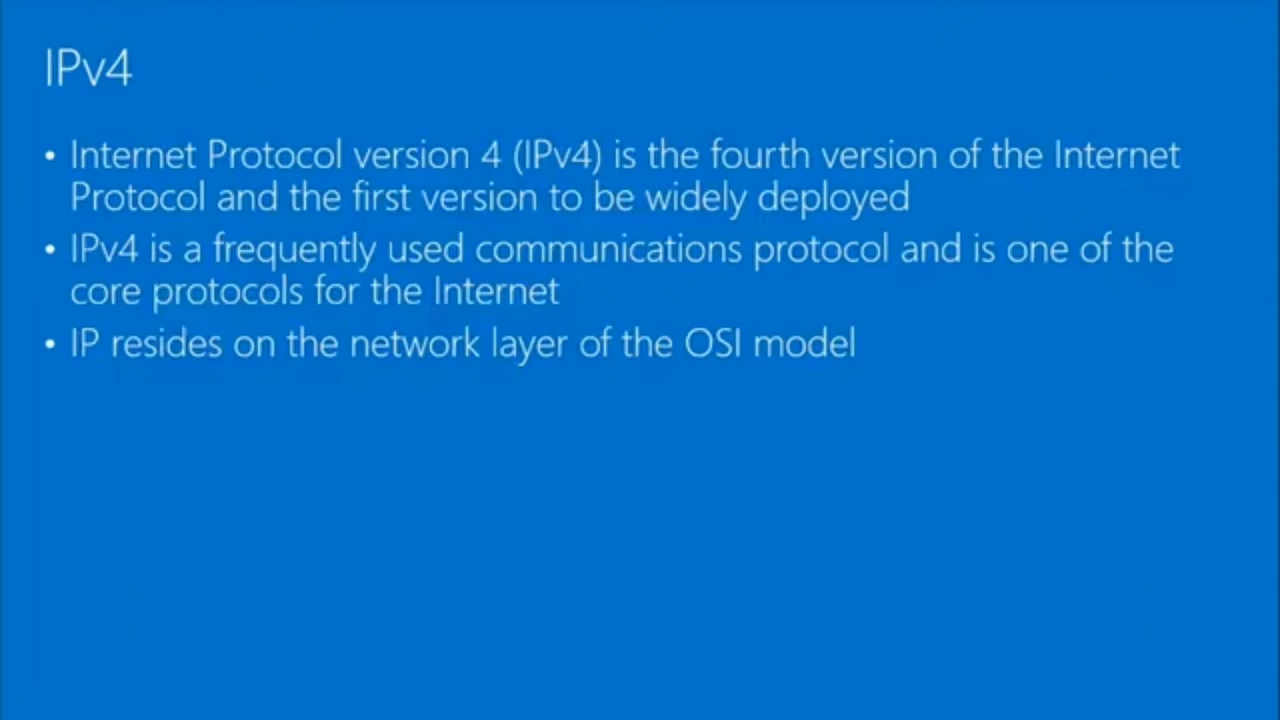 IPv4
• Internet Protocol version 4 (IPv4) is the fourth version of the Internet
Protocol and the first version to be widely deployed
• IPv4 is a frequently used communications protocol and is one of the
core protocols for the Internet
• IP resides on the network layer of the OSI model